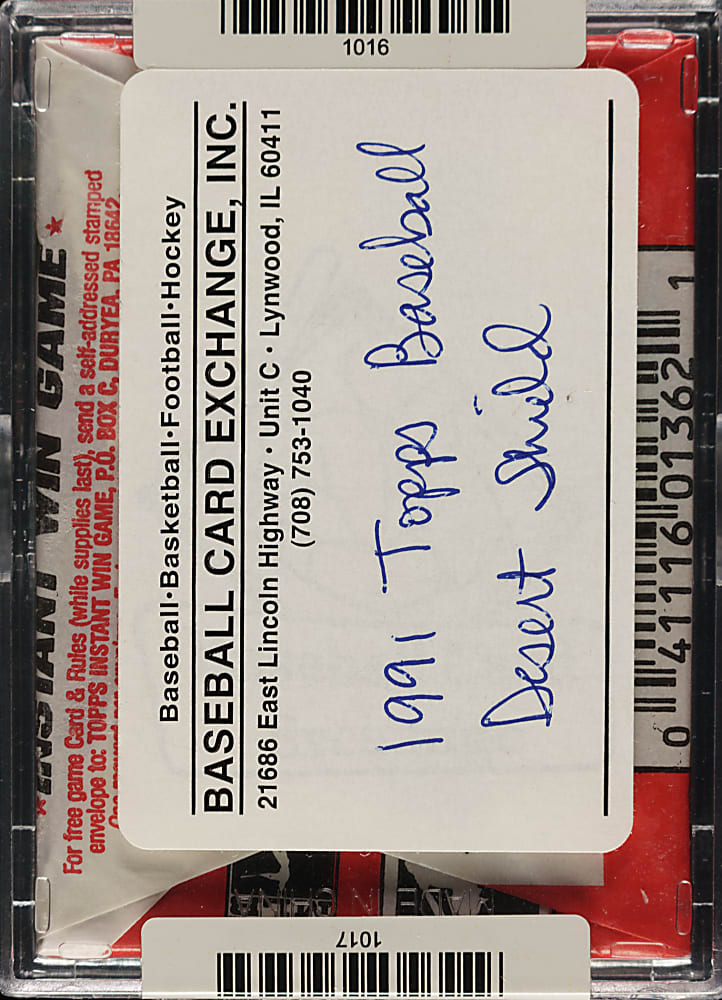 1016
Baseball·Basketball·Football·Hockey
BASEBALL CARD EXCHANGE, INC.
21686 East Lincoln Highway · Unit C · Lynwood, IL 60411
(708) 753-1040
1991 Topps Baseball
Desert Shield
*INSTANT WIN GAME*
For free game Card & Rules (while supplies last), send a self-addressed stamped
envelope to: TOPPS INSTANT WIN GAME, P.O. BOX C, DURYEA, PA 18642
0 41116 01362 1
1017